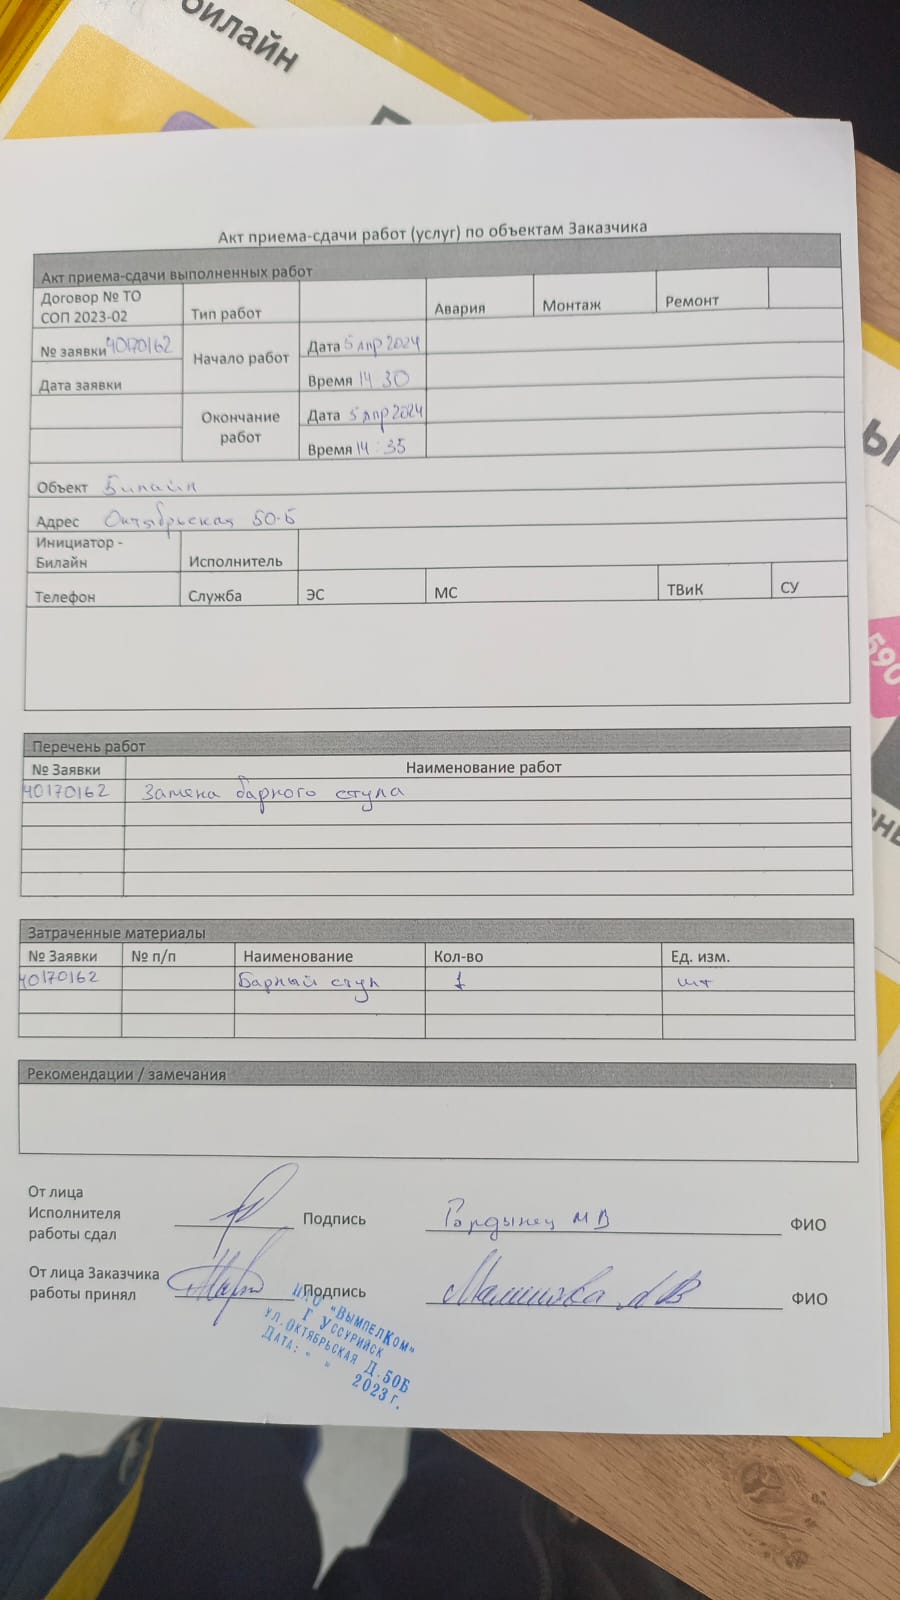 билайн
Акт приема-сдачи работ (услуг) по объектам Заказчика
Акт приема-сдачи выполненных работ
Договор № ТО СОП 2023-02 Тип работ Авария Монтаж Ремонт
№ заявки 40170162 Начало работ Дата 5 апр 2024
Дата заявки Время 14 30
Окончание работ Дата 5 апр 2024
Время 14:35
Объект Билайн
Адрес Октябрьская 50-Б
Инициатор - Билайн Исполнитель
Телефон Служба ЭС МС ТВиК СУ
590
Перечень работ
№ Заявки Наименование работ
40170162 Замена барного стула
Затраченные материалы
№ Заявки № п/п Наименование Кол-во Ед. изм.
40170162 Барный стул 1 шт
Рекомендации / замечания
От лица
Исполнителя
работы сдал Подпись Гордынец МВ ФИО
От лица Заказчика
работы принял Подпись Малинова АВ ФИО
"ВымпелКом"
Г Уссурийск
ул.Октябрьская Д.50Б
Дата: " " 2023 г.